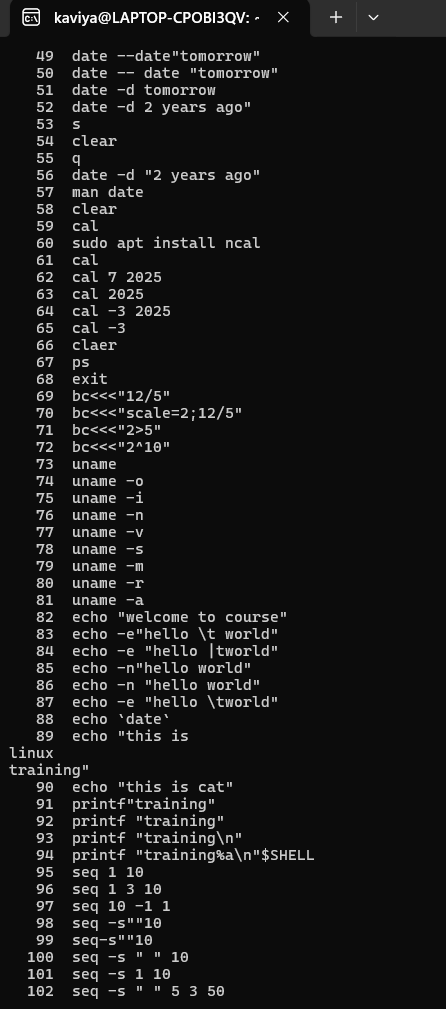 kaviya@LAPTOP-CPOBI3QV: ~
49 date --date"tomorrow"
50 date -- date "tomorrow"
51 date -d tomorrow
52 date -d 2 years ago"
53 s
54 clear
55 q
56 date -d "2 years ago"
57 man date
58 clear
59 cal
60 sudo apt install ncal
61 cal
62 cal 7 2025
63 cal 2025
64 cal -3 2025
65 cal -3
66 claer
67 ps
68 exit
69 bc<<<"12/5"
70 bc<<<"scale=2;12/5"
71 bc<<<"2>5"
72 bc<<<"2^10"
73 uname
74 uname -o
75 uname -i
76 uname -n
77 uname -v
78 uname -s
79 uname -m
80 uname -r
81 uname -a
82 echo "welcome to course"
83 echo -e"hello \t world"
84 echo -e "hello |tworld"
85 echo -n"hello world"
86 echo -n "hello world"
87 echo -e "hello \tworld"
88 echo `date`
89 echo "this is
linux
training"
90 echo "this is cat"
91 printf"training"
92 printf "training"
93 printf "training\n"
94 printf "training%a\n"$SHELL
95 seq 1 10
96 seq 1 3 10
97 seq 10 -1 1
98 seq -s""10
99 seq-s""10
100 seq -s " " 10
101 seq -s 1 10
102 seq -s " " 5 3 50